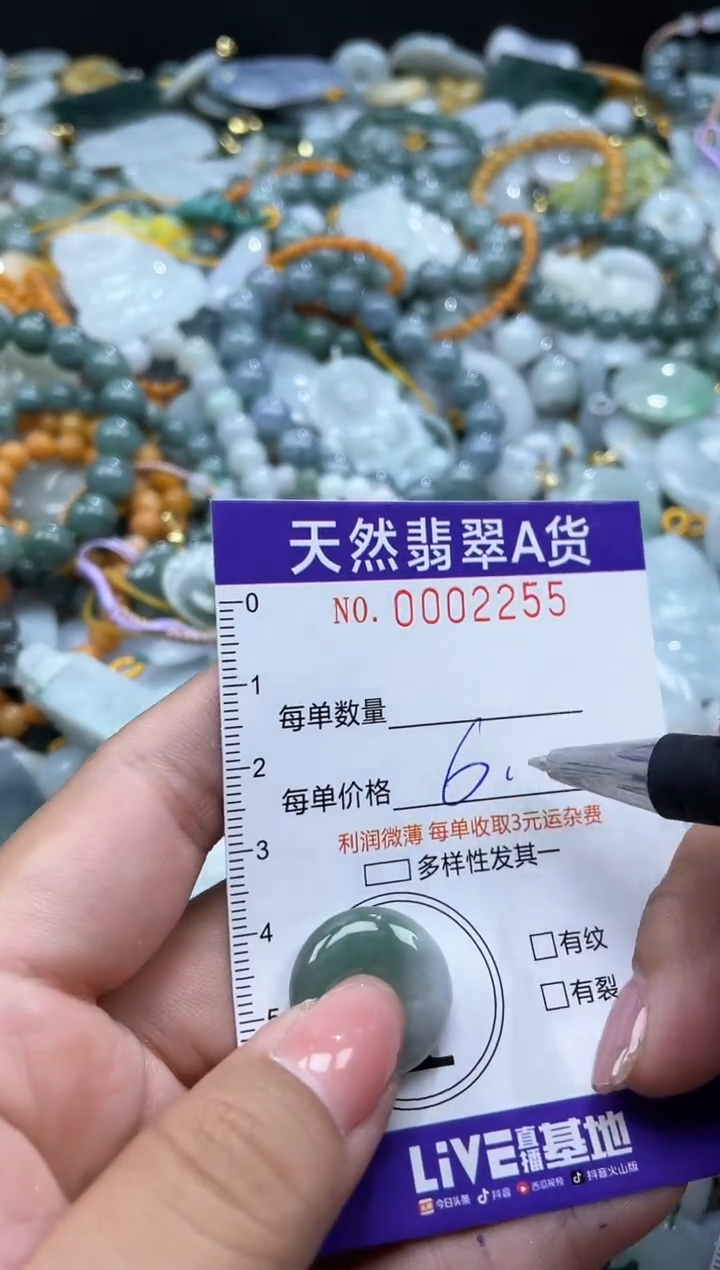 天然翡翠A货
0
NO. 0002255
1
每单数量
2
每单价格 6.
3
利润微薄 每单收取3元运杂费
多样性发其一
4
有纹
有裂
5
LiVE直播基地
今日头条 抖音 西瓜视频 抖音火山版